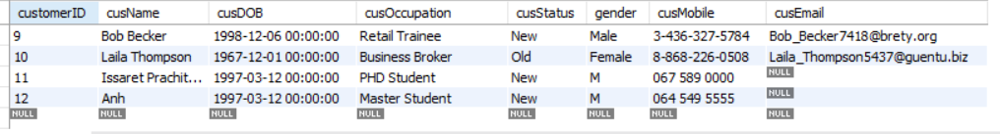 customerID cusName cusDOB cusOccupation cusStatus gender cusMobile cusEmail
9 Bob Becker 1998-12-06 00:00:00 Retail Trainee New Male 3-436-327-5784 Bob_Becker7418@brety.org
10 Laila Thompson 1967-12-01 00:00:00 Business Broker Old Female 8-868-226-0508 Laila_Thompson5437@guentu.biz
11 Issaret Prachit... 1997-03-12 00:00:00 PHD Student New M 067 589 0000 NULL
12 Anh 1997-03-12 00:00:00 Master Student New M 064 549 5555 NULL
NULL NULL NULL NULL NULL NULL NULL NULL